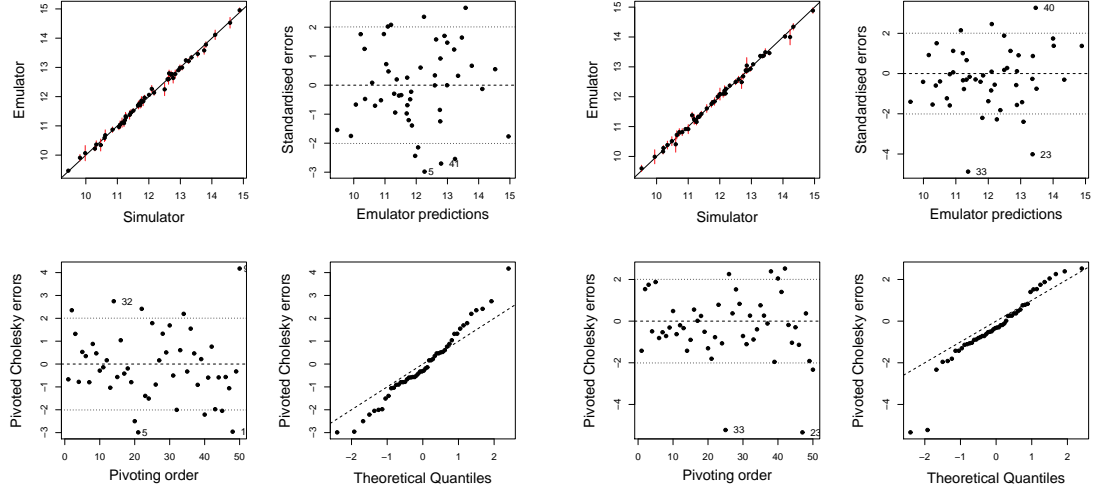 Emulator
15
13
12
11
10
10 11 12 13 14 15
Simulator
Standardised errors
2
1
0
−1
−2
−3
41
5
10 11 12 13 14 15
Emulator predictions
Emulator
15
13
12
11
10
10 11 12 13 14 15
Simulator
Standardised errors
2
0
−2
−4
40
23
33
10 11 12 13 14 15
Emulator predictions
Pivoted Cholesky errors
4
3
2
1
0
−1
−2
−3
32
5
1
0 10 20 30 40 50
Pivoting order
Pivoted Cholesky errors
4
3
2
1
0
−1
−2
−3
−2 −1 0 1 2
Theoretical Quantiles
Pivoted Cholesky errors
2
0
−2
−4
33
23
0 10 20 30 40 50
Pivoting order
Pivoted Cholesky errors
2
0
−2
−4
−2 −1 0 1 2
Theoretical Quantiles